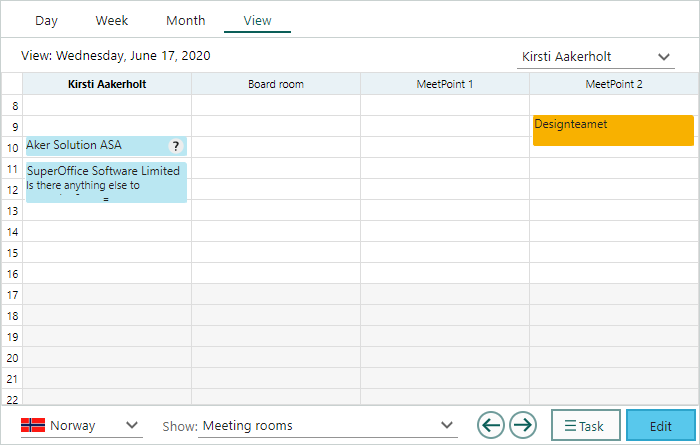 Day Week Month View
View: Wednesday, June 17, 2020 Kirsti Aakerholt
Kirsti Aakerholt Board room MeetPoint 1 MeetPoint 2
8
9 Designteamet
10 Aker Solution ASA ?
11 SuperOffice Software Limited
12 Is there anything else to
13
14
15
16
17
18
19
20
21
22
Norway Show: Meeting rooms Task Edit